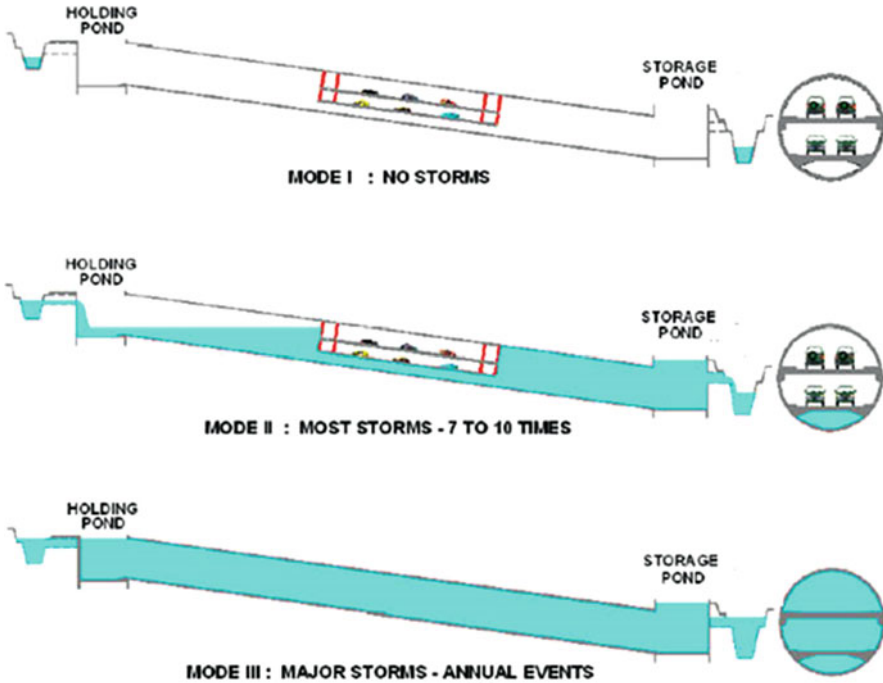 HOLDING
POND
STORAGE
POND
MODE I : NO STORMS
HOLDING
POND
STORAGE
POND
MODE II : MOST STORMS - 7 TO 10 TIMES
HOLDING
POND
STORAGE
POND
MODE III : MAJOR STORMS - ANNUAL EVENTS